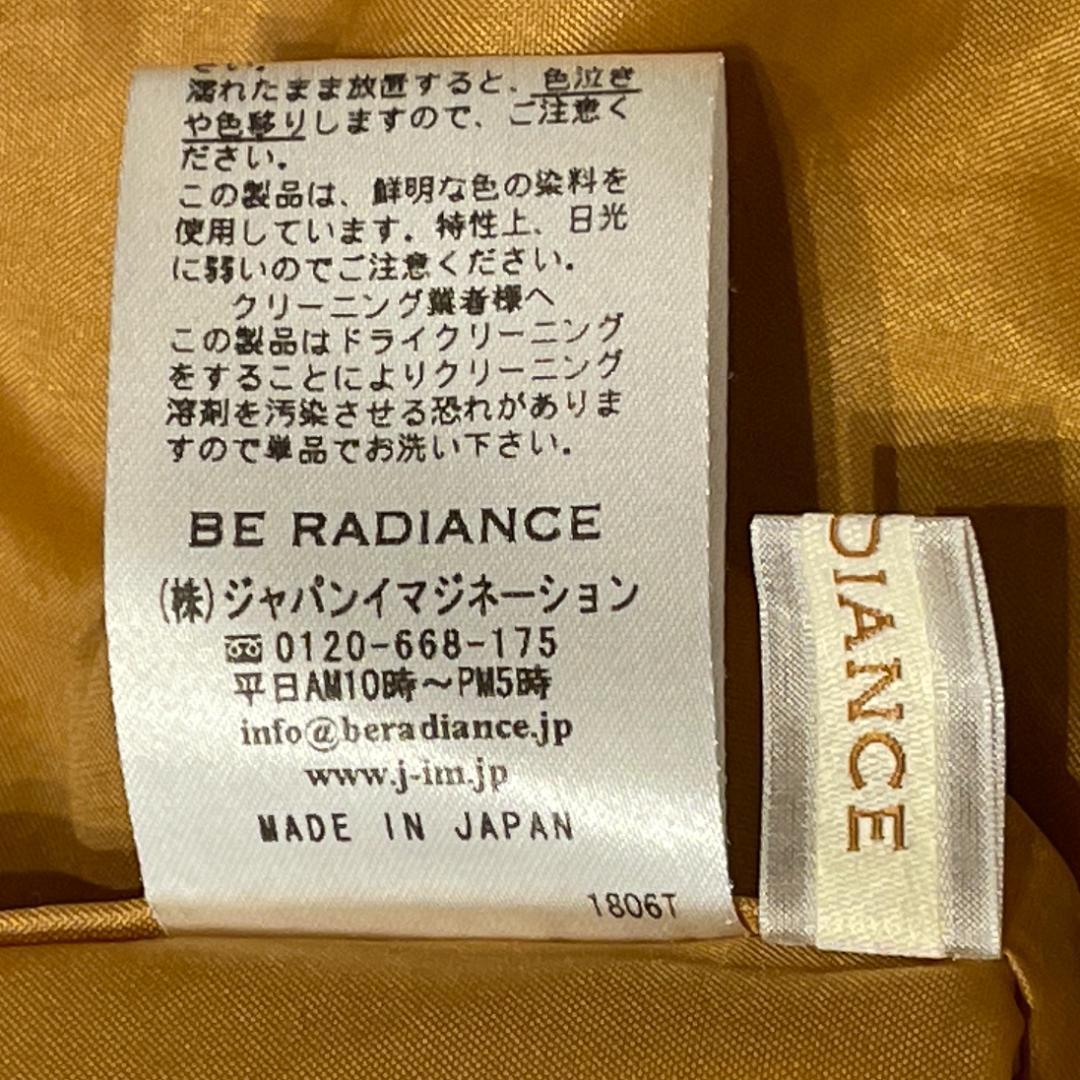 さい。
濡れたまま放置すると、色泣き
や色移りしますので、ご注意く
ださい。
この製品は、鮮明な色の染料を
使用しています。特性上、日光
に弱いのでご注意ください。
クリーニング業者様へ
この製品はドライクリーニング
をすることによりクリーニング
溶剤を汚染させる恐れがありま
すので単品でお洗い下さい。
BE RADIANCE
(株)ジャパンイマジネーション
0120-668-175
平日AM10時～PM5時
info@beradiance.jp
www.j-im.jp
MADE IN JAPAN
1806T
DIANCE